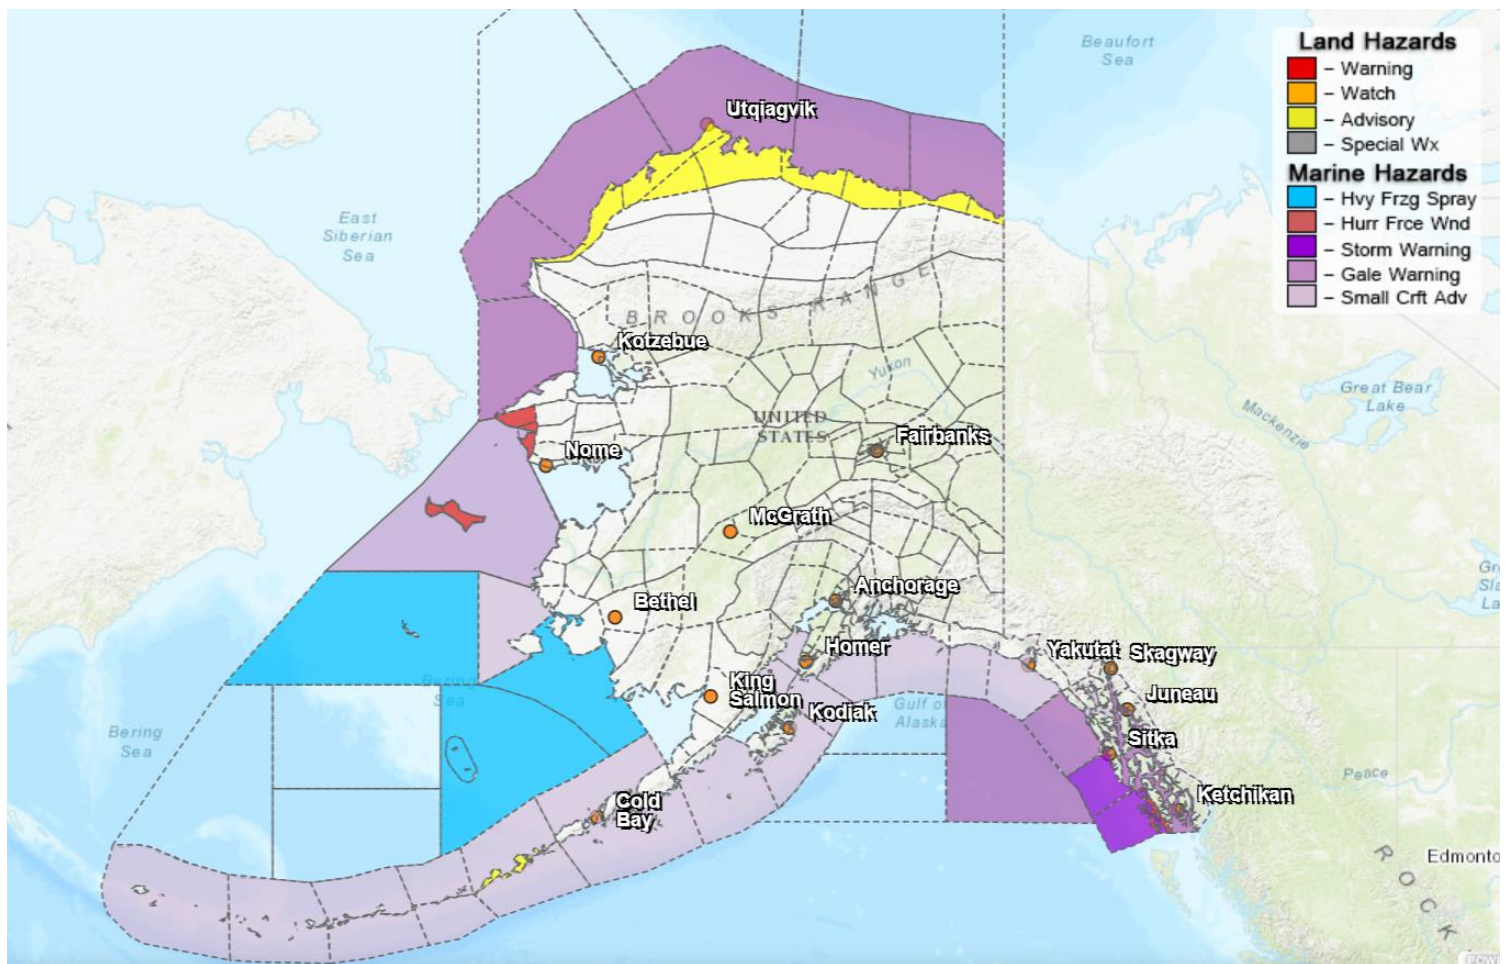 Beaufort
Sea
Land Hazards
– Warning
– Watch
– Advisory
– Special Wx
Marine Hazards
– Hvy Frzg Spray
– Hurr Frce Wnd
– Storm Warning
– Gale Warning
– Small Crft Adv
Utqiagvik
East
Siberian
Sea
BROOKS RANGE
Kotzebue
Yukon
Great Bear
Lake
Mackenzie
UNITED
STATES
Fairbanks
Nome
McGrath
Anchorage
Bethel
Homer
Yakutat
Skagway
King
Salmon
Kodiak
Juneau
Bering
Sea
Gulf of
Alaska
Sitka
Bering
Sea
Peace
Ketchikan
Cold
Bay
Edmonto
ROCK